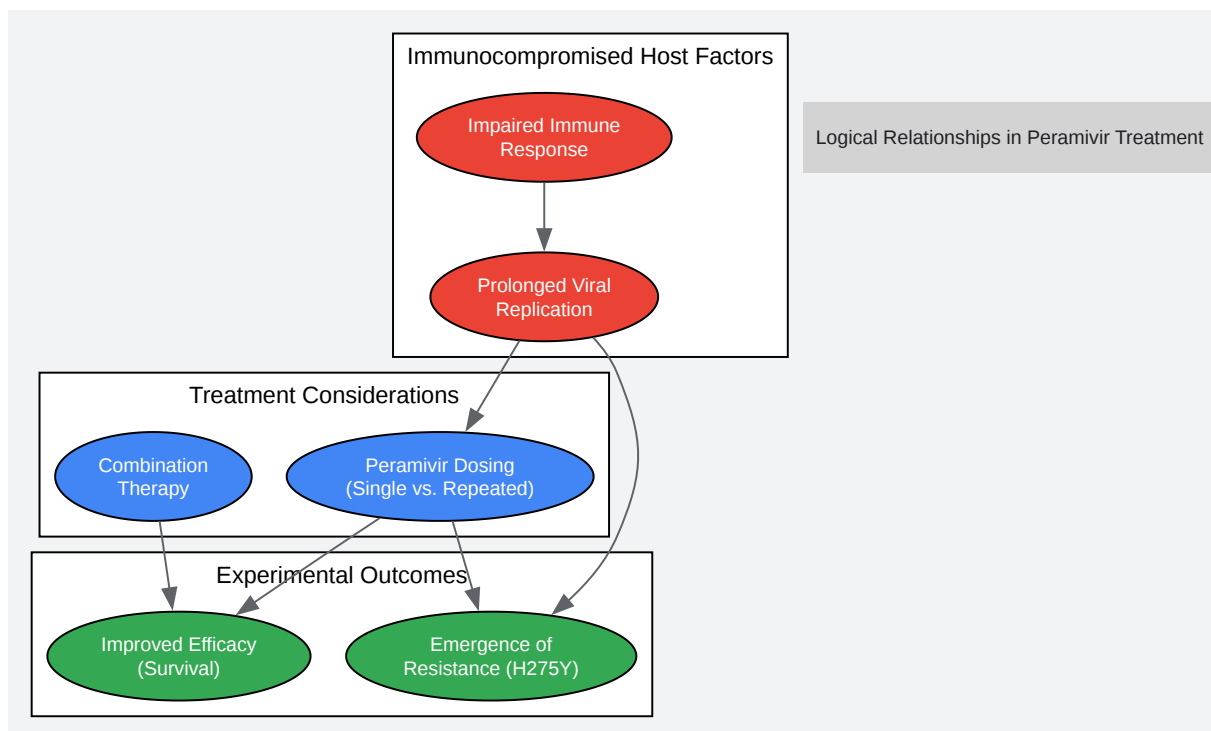 Immunocompromised Host Factors
Impaired Immune
Response
Logical Relationships in Peramivir Treatment
Prolonged Viral
Replication
Treatment Considerations
Combination
Therapy
Peramivir Dosing
(Single vs. Repeated)
Experimental Outcomes
Improved Efficacy
(Survival)
Emergence of
Resistance (H275Y)